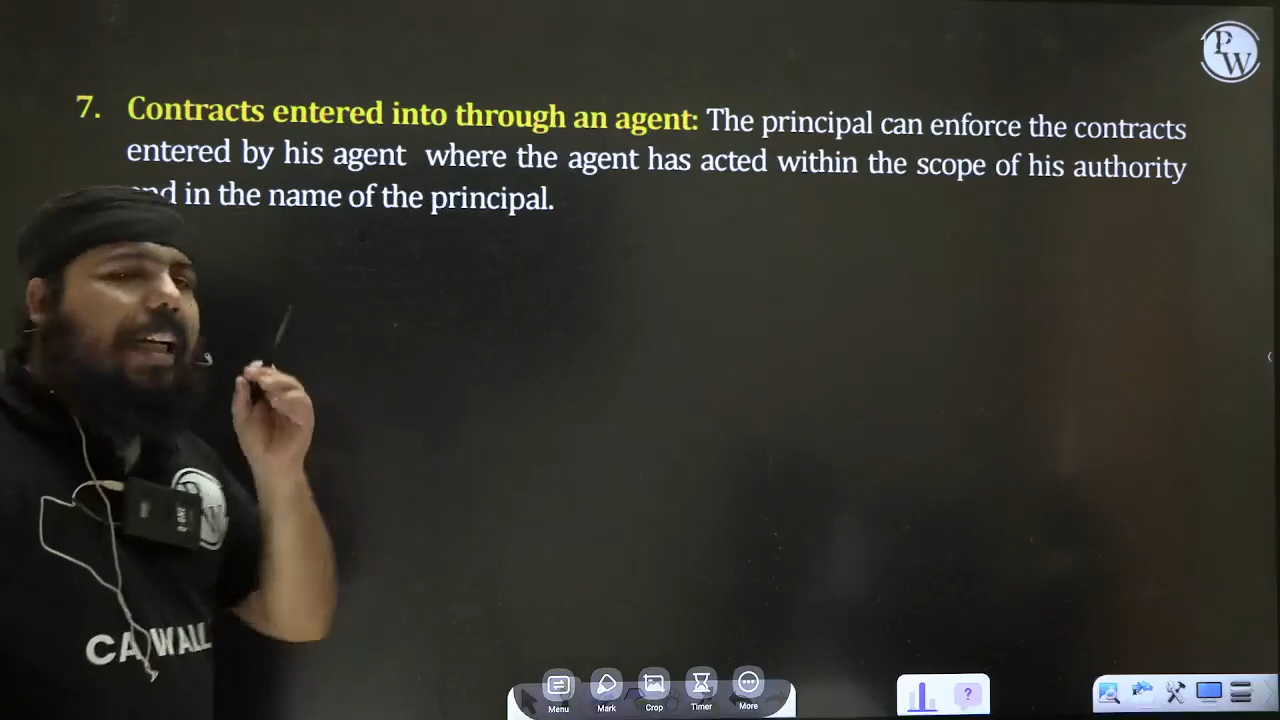 P
W
7. Contracts entered into through an agent: The principal can enforce the contracts
entered by his agent where the agent has acted within the scope of his authority
and in the name of the principal.
CA WALL
Menu
Mark
Crop
Timer
More
?